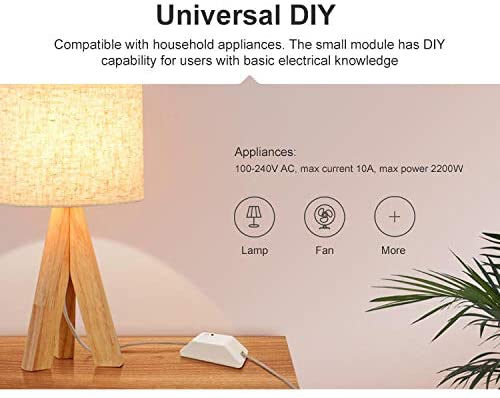 Universal DIY
Compatible with household appliances. The small module has DIY
capability for users with basic electrical knowledge
Appliances:
100-240V AC, max current 10A, max power 2200W
Lamp
Fan
More